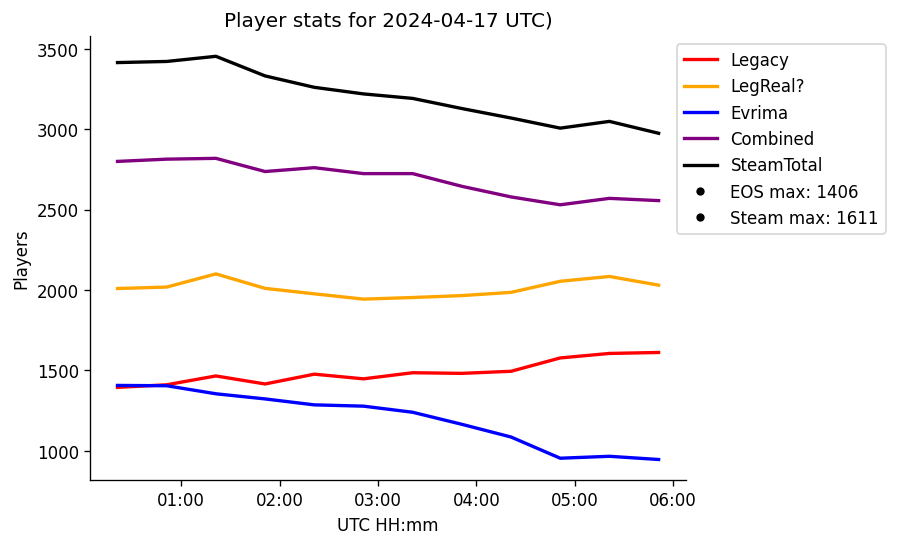 Player stats for 2024-04-17 UTC)
3500
3000
2500
2000
1500
1000
Players
01:00 02:00 03:00 04:00 05:00 06:00
UTC HH:mm
Legacy
LegReal?
Evrima
Combined
SteamTotal
EOS max: 1406
Steam max: 1611